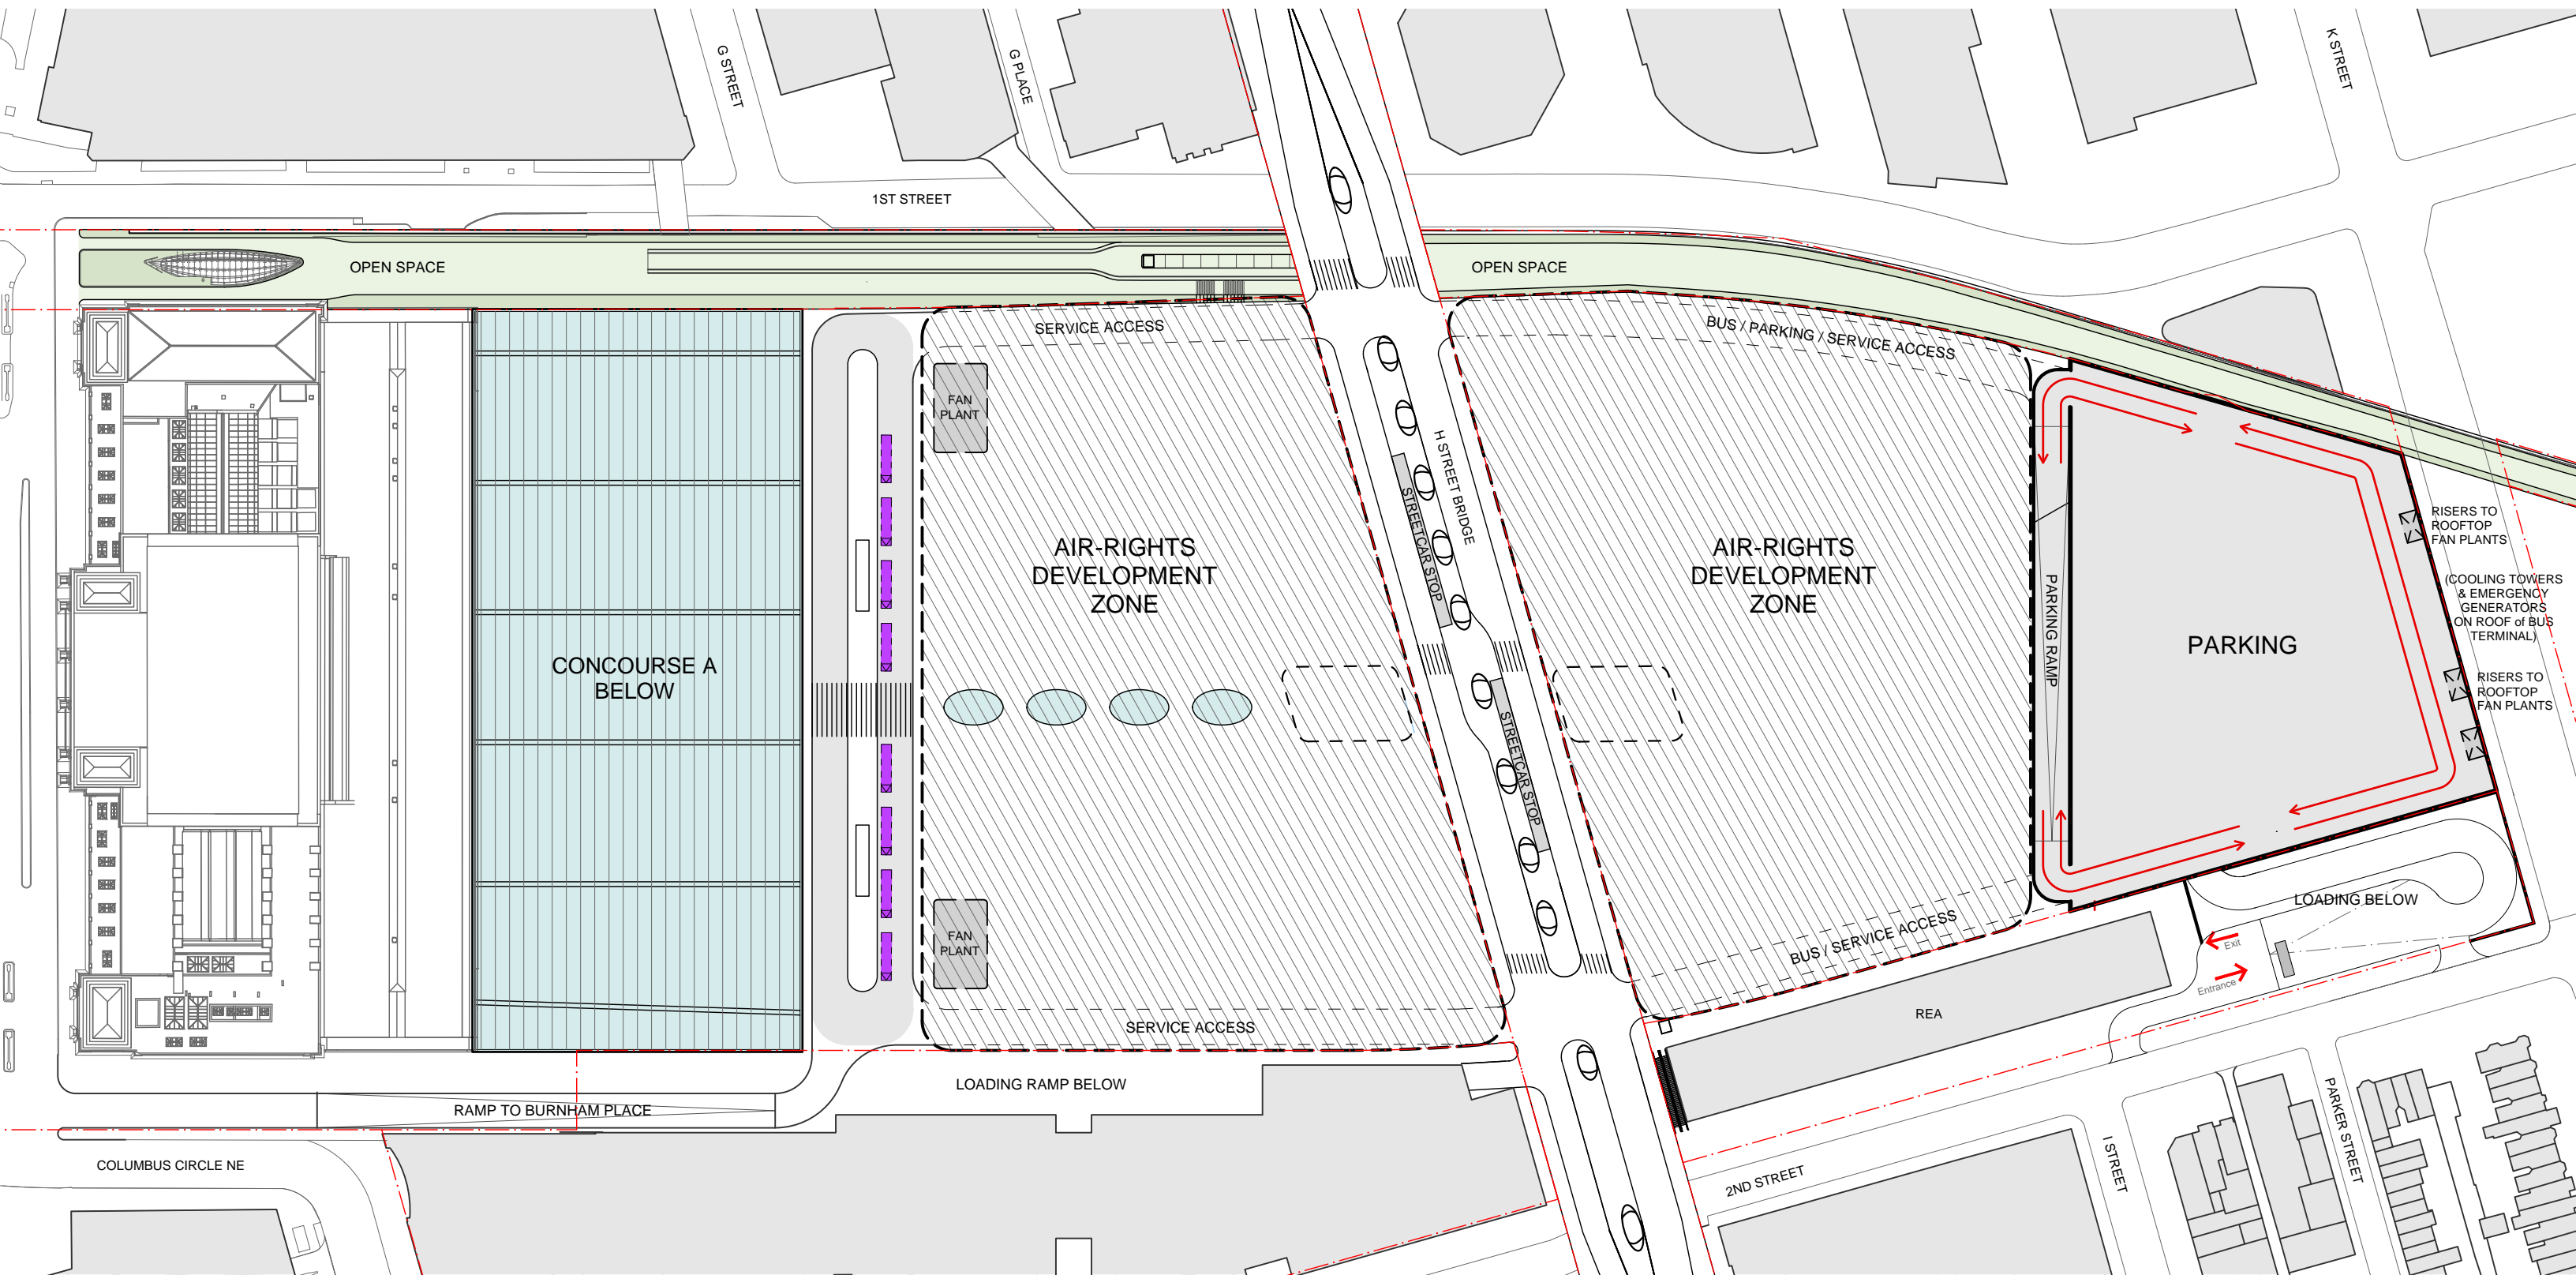 G STREET
G PLACE
K STREET
1ST STREET
OPEN SPACE
OPEN SPACE
SERVICE ACCESS
BUS / PARKING / SERVICE ACCESS
FAN
PLANT
H STREET BRIDGE
STREETCAR STOP
AIR-RIGHTS
DEVELOPMENT
ZONE
AIR-RIGHTS
DEVELOPMENT
ZONE
RISERS TO
ROOFTOP
FAN PLANTS
(COOLING TOWERS
& EMERGENCY
GENERATORS
ON ROOF of BUS
TERMINAL)
PARKING RAMP
PARKING
CONCOURSE A
BELOW
RISERS TO
ROOFTOP
FAN PLANTS
STREETCAR STOP
LOADING BELOW
FAN
PLANT
BUS / SERVICE ACCESS
Exit
Entrance
REA
SERVICE ACCESS
LOADING RAMP BELOW
RAMP TO BURNHAM PLACE
COLUMBUS CIRCLE NE
2ND STREET
I STREET
PARKER STREET